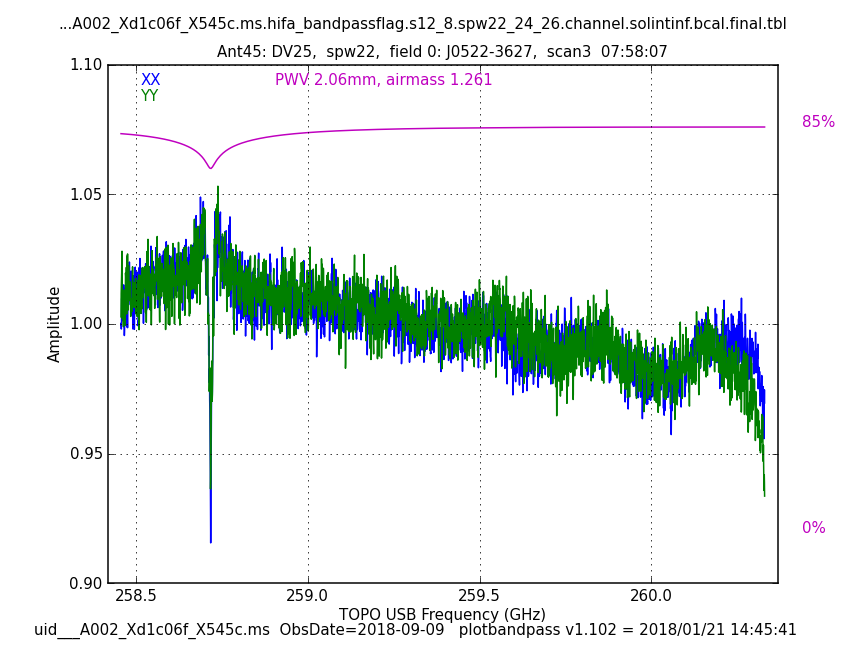 ...A002_Xd1c06f_X545c.ms.hifa_bandpassflag.s12_8.spw22_24_26.channel.solintinf.bcal.final.tbl
Ant45: DV25,  spw22,  field 0: J0522-3627,  scan3  07:58:07
XX
YY
PWV 2.06mm, airmass 1.261
85%
0%
1.10
1.05
1.00
0.95
0.90
Amplitude
258.5 259.0 259.5 260.0
TOPO USB Frequency (GHz)
uid___A002_Xd1c06f_X545c.ms  ObsDate=2018-09-09   plotbandpass v1.102 = 2018/01/21 14:45:41